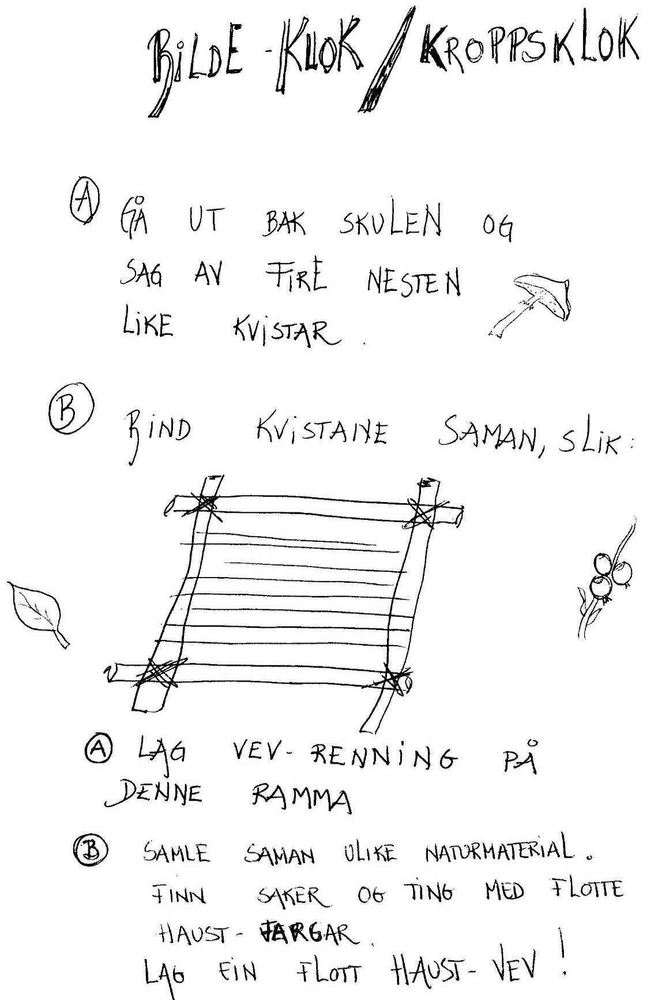 BILDE-KLOK / KROPPSKLOK
A GÅ UT BAK SKULEN OG
SAG AV FIRE NESTEN
LIKE KVISTAR.
B BIND KVISTANE SAMAN, SLIK:
A LAG VEV-RENNING PÅ
DENNE RAMMA
B SAMLE SAMAN ULIKE NATURMATERIAL.
FINN SAKER OG TING MED FLOTTE
HAUST-FARGAR.
LAG EIN FLOTT HAUST-VEV!